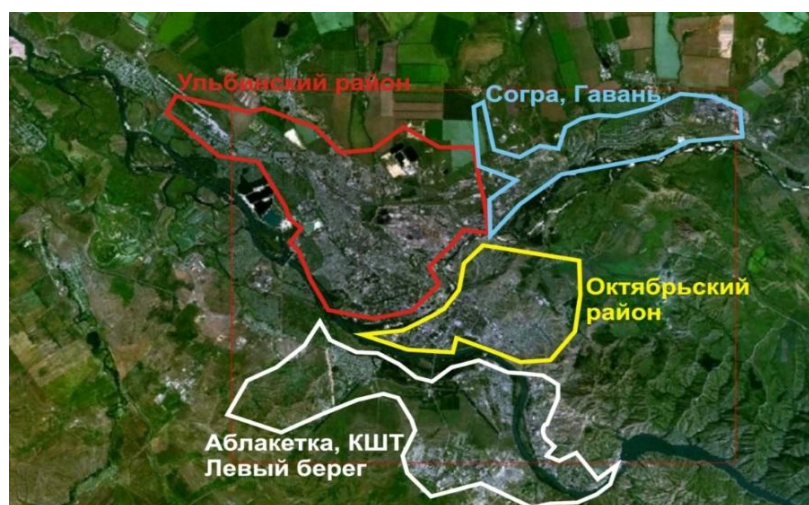 Ульбинский район
Согра, Гавань
Октябрьский
район
Аблакетка, КШТ
Левый берег